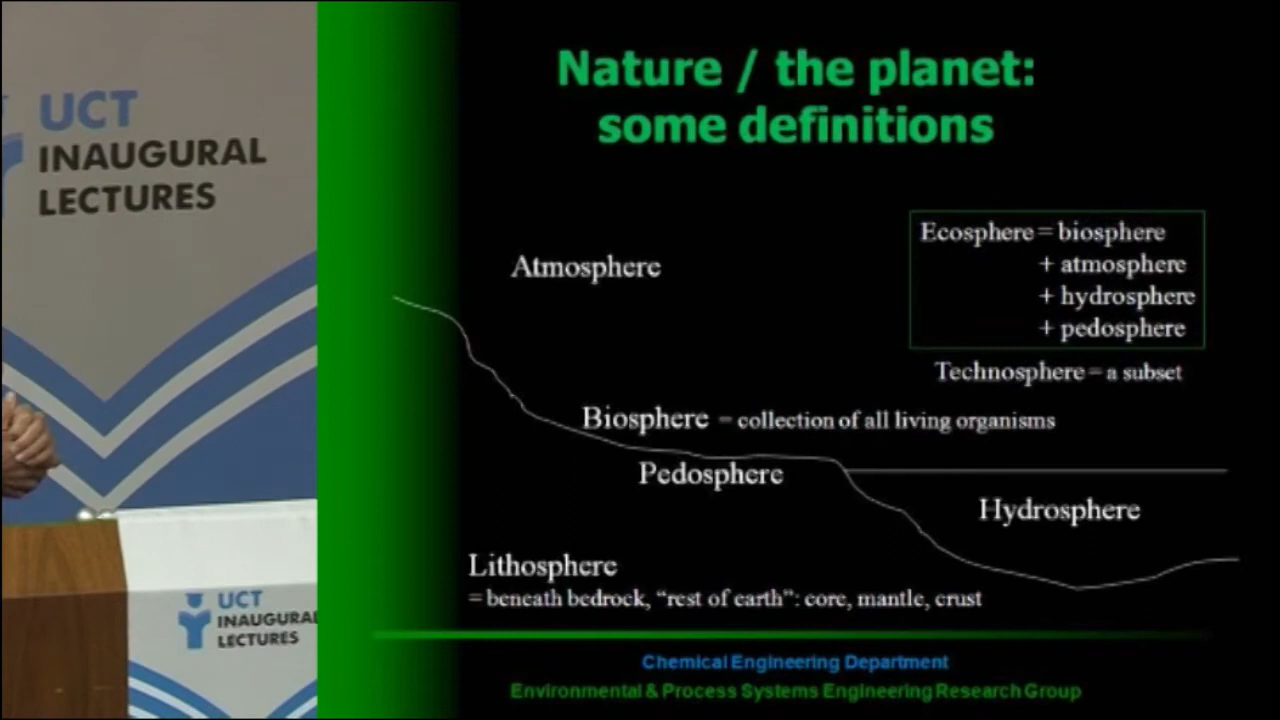 UCT
INAUGURAL
LECTURES
UCT
INAUGURAL
LECTURES
Nature / the planet:
some definitions
Ecosphere = biosphere
+ atmosphere
+ hydrosphere
+ pedosphere
Technosphere = a subset
Atmosphere
Biosphere = collection of all living organisms
Pedosphere
Hydrosphere
Lithosphere
= beneath bedrock, “rest of earth”: core, mantle, crust
Chemical Engineering Department
Environmental & Process Systems Engineering Research Group